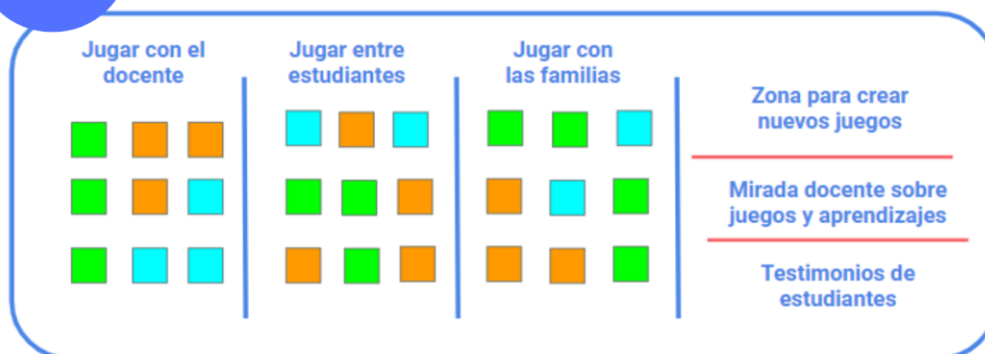 Jugar con el
docente
Jugar entre
estudiantes
Jugar con
las familias
Zona para crear
nuevos juegos
Mirada docente sobre
juegos y aprendizajes
Testimonios de
estudiantes